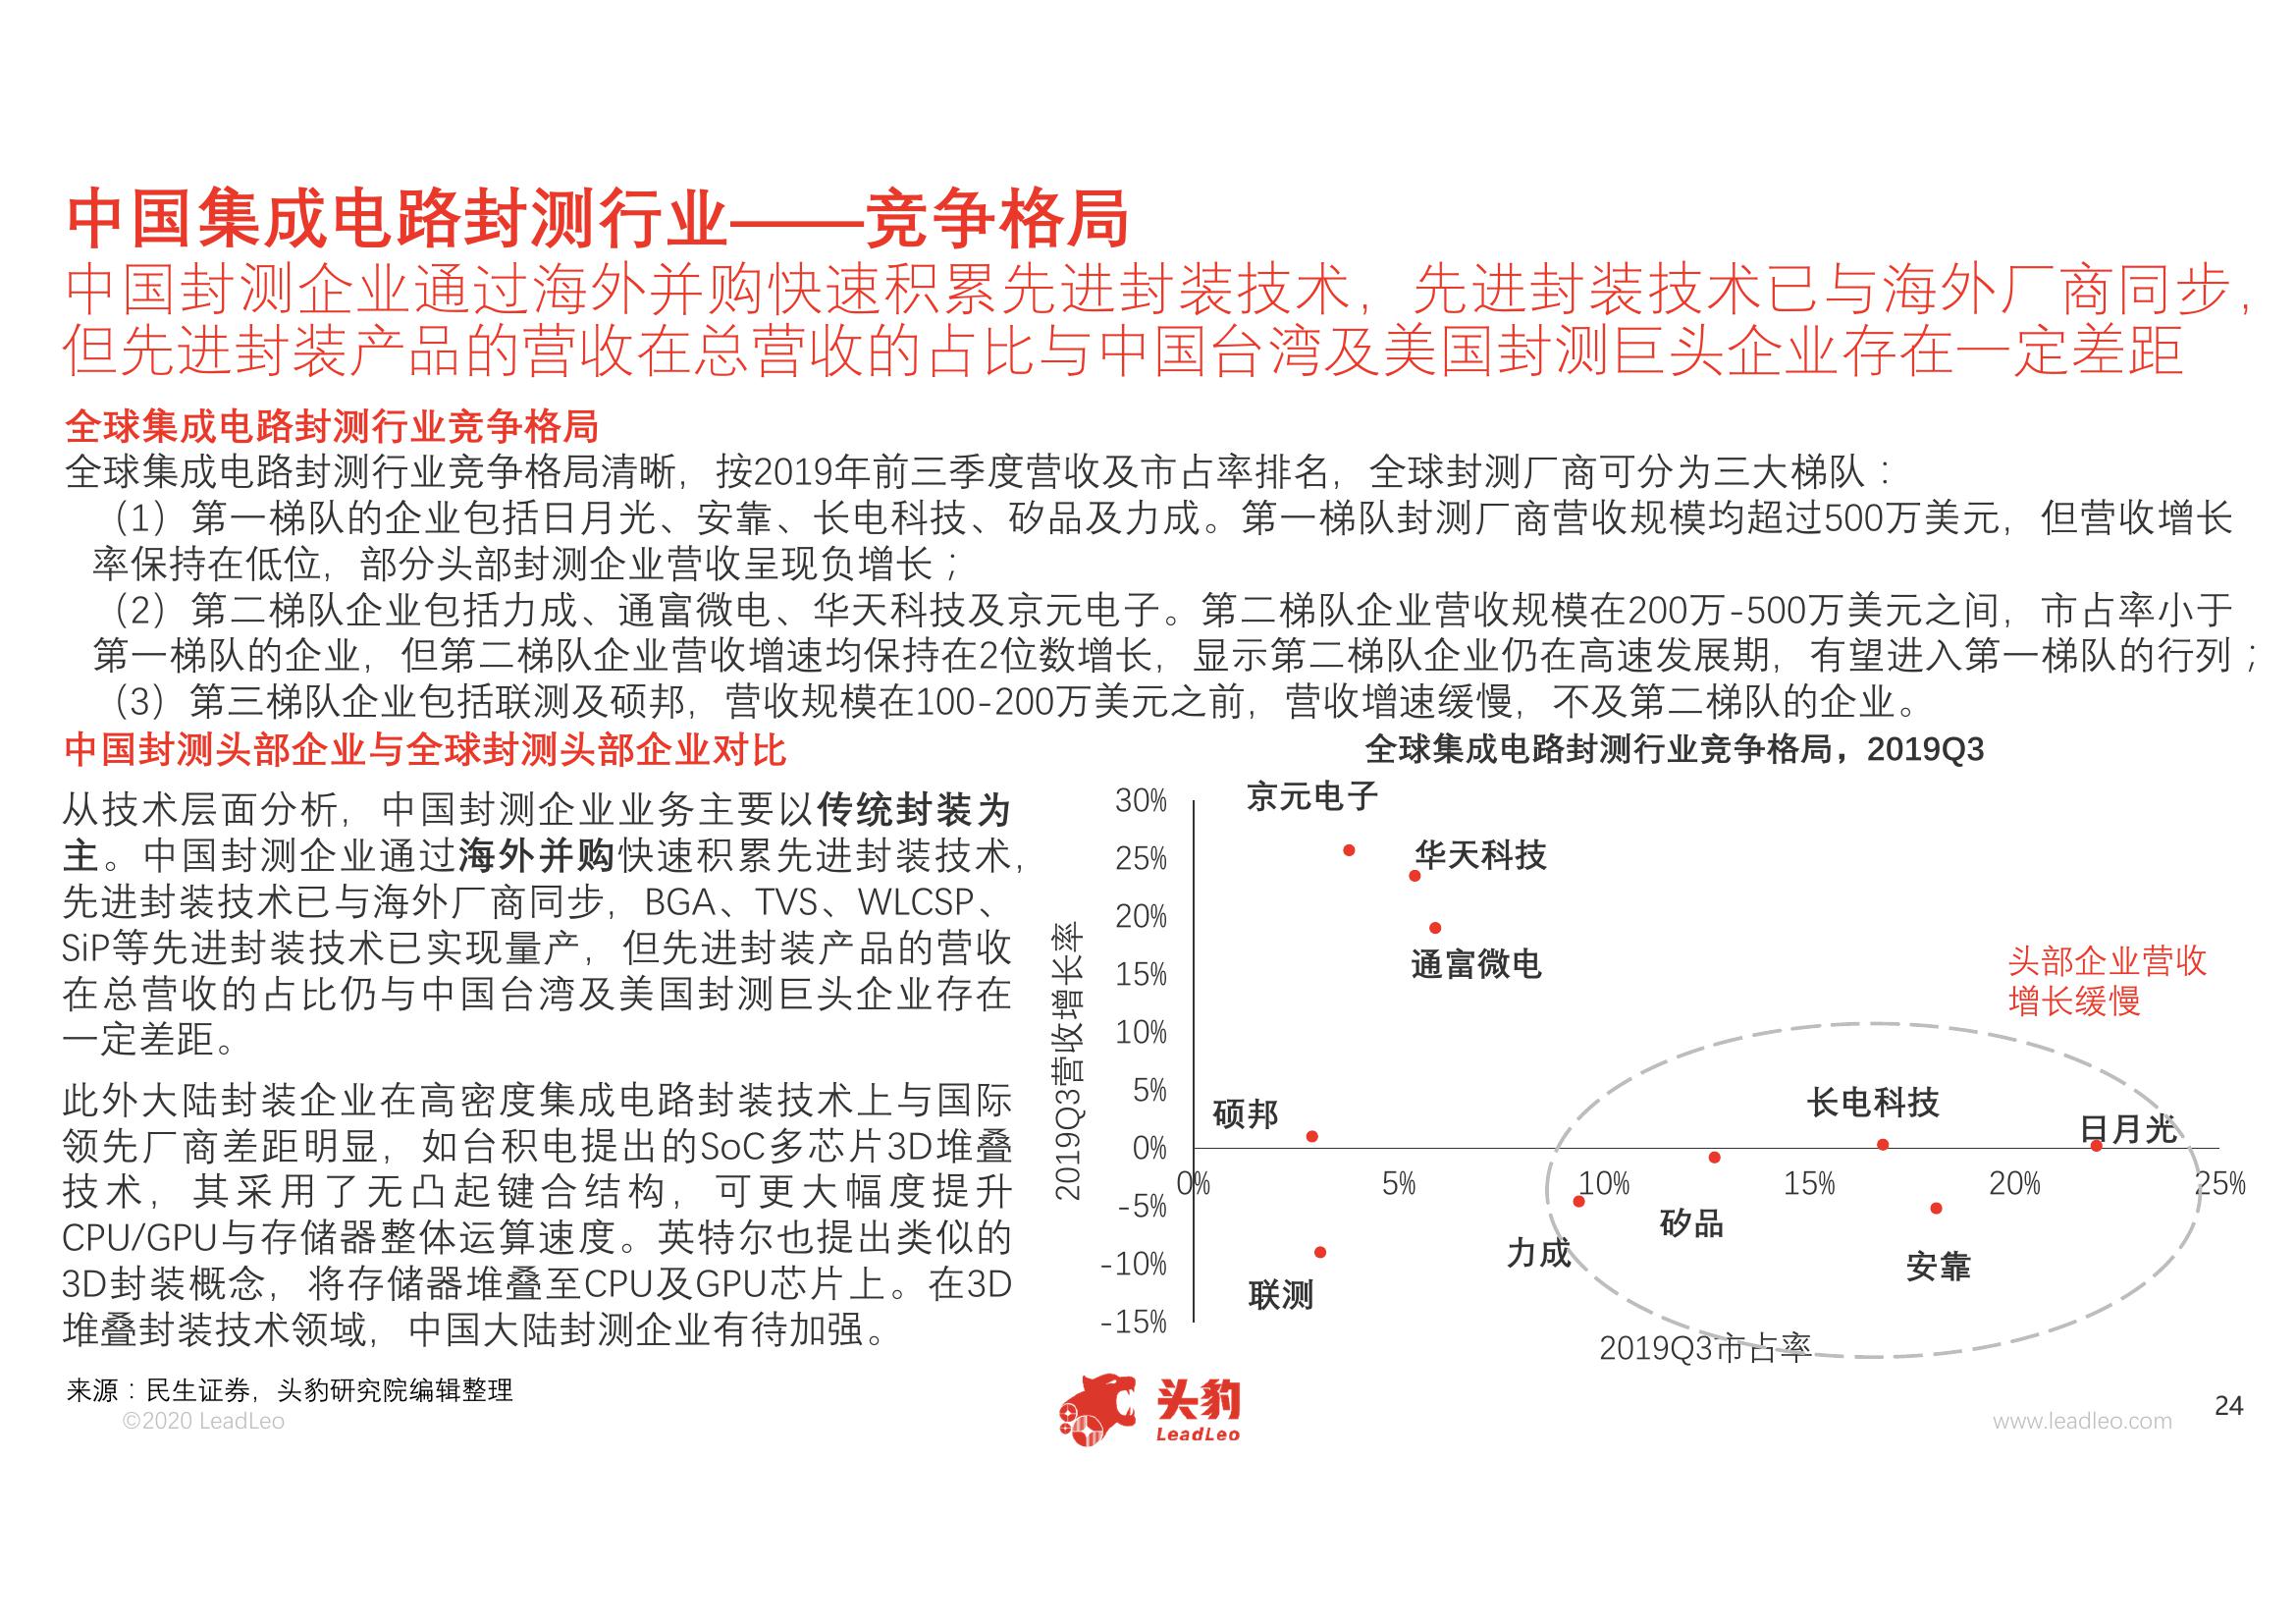 中国集成电路封测行业——竞争格局
中国封测企业通过海外并购快速积累先进封装技术，先进封装技术已与海外厂商同步，
但先进封装产品的营收在总营收的占比与中国台湾及美国封测巨头企业存在一定差距
全球集成电路封测行业竞争格局
全球集成电路封测行业竞争格局清晰，按2019年前三季度营收及市占率排名，全球封测厂商可分为三大梯队：
（1）第一梯队的企业包括日月光、安靠、长电科技、矽品及力成。第一梯队封测厂商营收规模均超过500万美元，但营收增长
率保持在低位，部分头部封测企业营收呈现负增长；
（2）第二梯队企业包括力成、通富微电、华天科技及京元电子。第二梯队企业营收规模在200万-500万美元之间，市占率小于
第一梯队的企业，但第二梯队企业营收增速均保持在2位数增长，显示第二梯队企业仍在高速发展期，有望进入第一梯队的行列；
（3）第三梯队企业包括联测及硕邦，营收规模在100-200万美元之前，营收增速缓慢，不及第二梯队的企业。
中国封测头部企业与全球封测头部企业对比
从技术层面分析，中国封测企业业务主要以传统封装为
主。中国封测企业通过海外并购快速积累先进封装技术，
先进封装技术已与海外厂商同步，BGA、TVS、WLCSP、
SiP等先进封装技术已实现量产，但先进封装产品的营收
在总营收的占比仍与中国台湾及美国封测巨头企业存在
一定差距。
此外大陆封装企业在高密度集成电路封装技术上与国际
领先厂商差距明显，如台积电提出的SoC多芯片3D堆叠
技术，其采用了无凸起键合结构，可更大幅度提升
CPU/GPU与存储器整体运算速度。英特尔也提出类似的
3D封装概念，将存储器堆叠至CPU及GPU芯片上。在3D
堆叠封装技术领域，中国大陆封测企业有待加强。
全球集成电路封测行业竞争格局，2019Q3
2019Q3营收增长率
30%
25%
20%
15%
10%
5%
0%
-5%
-10%
-15%
京元电子
华天科技
通富微电
头部企业营收
增长缓慢
硕邦
长电科技
日月光
0%
5%
10%
15%
20%
25%
矽品
力成
安靠
联测
2019Q3市占率
来源：民生证券，头豹研究院编辑整理
©2020 LeadLeo
头豹
LeadLeo
www.leadleo.com
24